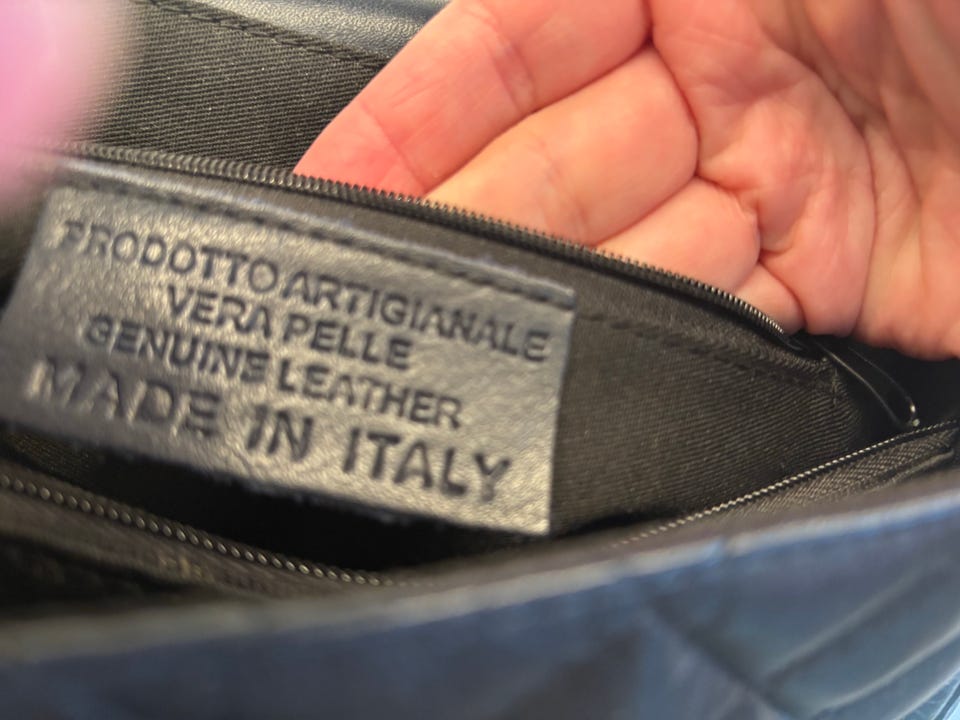 PRODOTTO ARTIGIANALE
VERA PELLE
GENUINE LEATHER
MADE IN ITALY